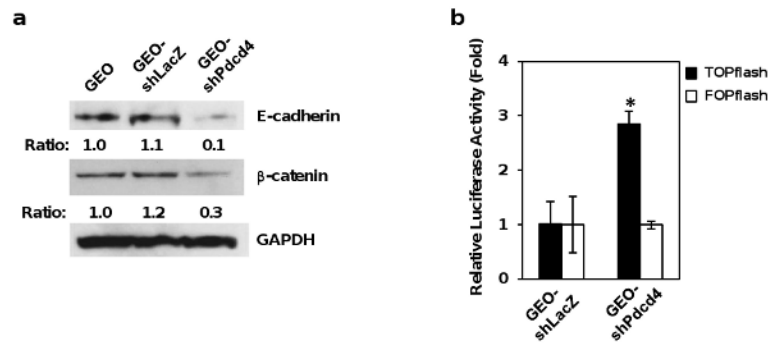 a
GEO
GEO-
shLacZ
GEO-
shPdcd4
E-cadherin
Ratio: 1.0 1.1 0.1
β-catenin
Ratio: 1.0 1.2 0.3
GAPDH
b
Relative Luciferase Activity (Fold)
4
3
2
1
0
*
TOPflash
FOPflash
GEO-
shLacZ
GEO-
shPdcd4